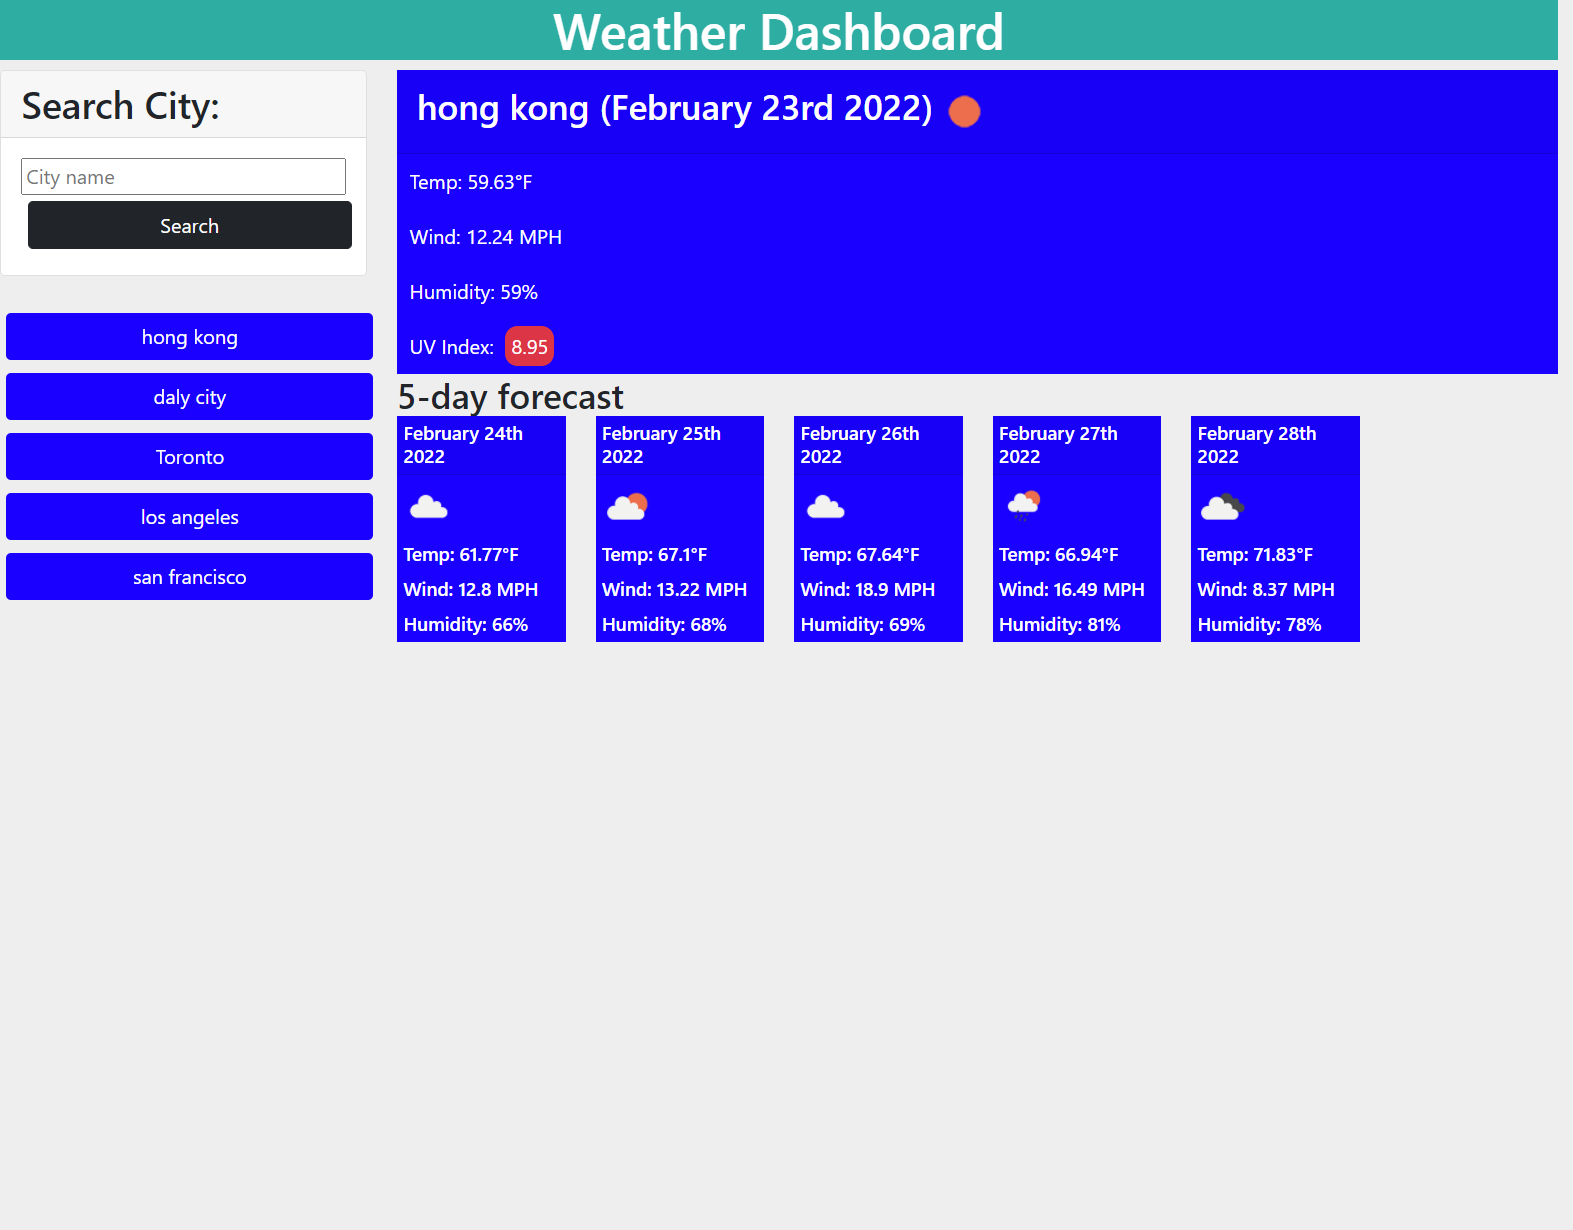 Weather Dashboard
Search City:
City name
Search
hong kong
daly city
Toronto
los angeles
san francisco
hong kong (February 23rd 2022)
Temp: 59.63°F
Wind: 12.24 MPH
Humidity: 59%
UV Index: 8.95
5-day forecast
February 24th
2022
Temp: 61.77°F
Wind: 12.8 MPH
Humidity: 66%
February 25th
2022
Temp: 67.1°F
Wind: 13.22 MPH
Humidity: 68%
February 26th
2022
Temp: 67.64°F
Wind: 18.9 MPH
Humidity: 69%
February 27th
2022
Temp: 66.94°F
Wind: 16.49 MPH
Humidity: 81%
February 28th
2022
Temp: 71.83°F
Wind: 8.37 MPH
Humidity: 78%